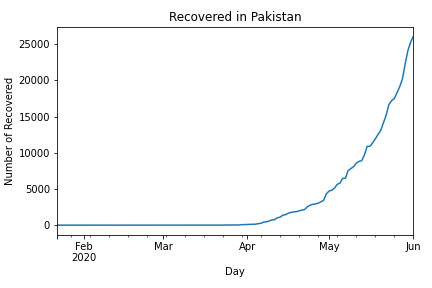 Recovered in Pakistan
Number of Recovered
25000
20000
15000
10000
5000
0
Feb Mar Apr May Jun
2020
Day